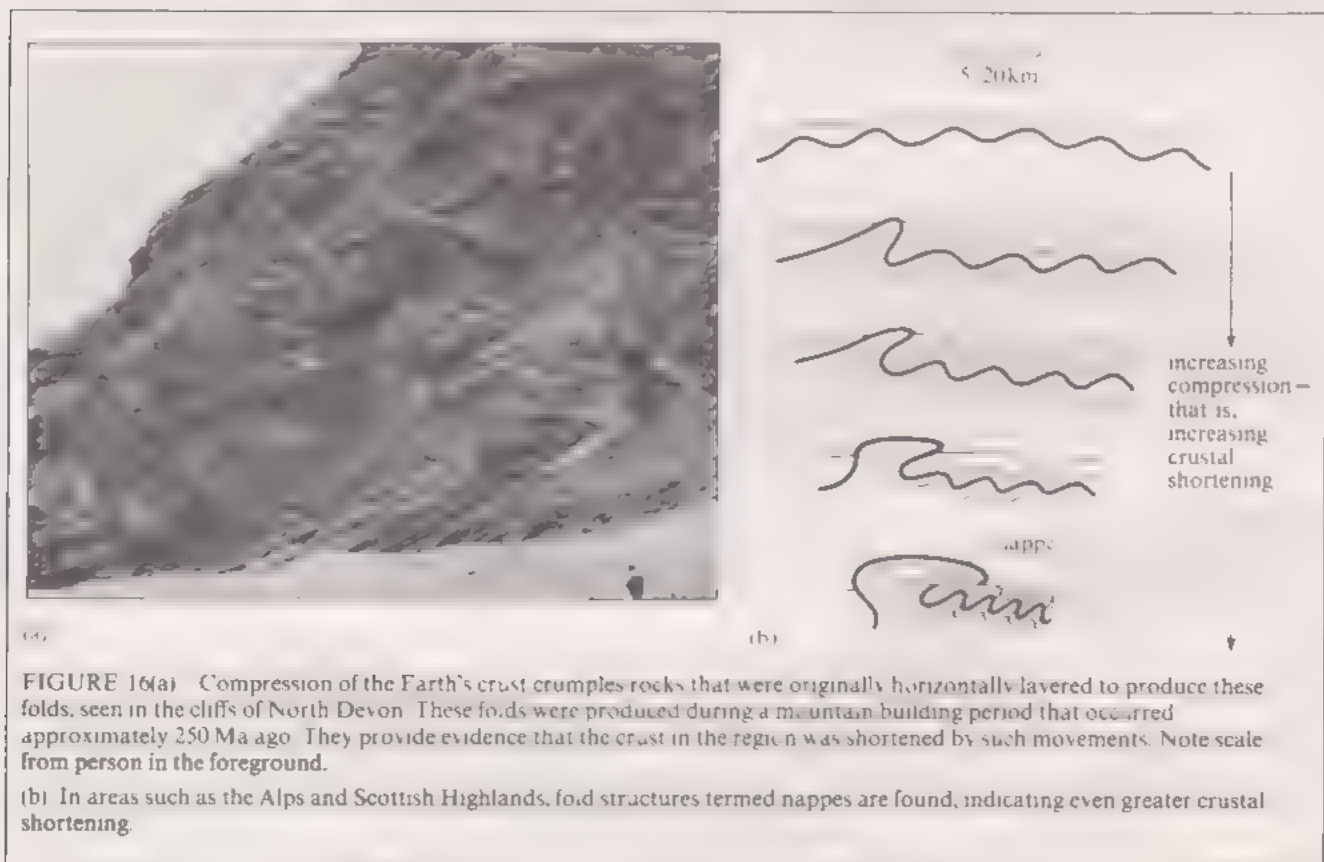 5 20km
increasing
compression–
that is,
increasing
crustal
shortening
nappe
(a)
(b)
FIGURE 16(a) Compression of the Earth's crust crumples rocks that were originally horizontally layered to produce these
folds, seen in the cliffs of North Devon. These folds were produced during a mountain building period that occurred
approximately 250 Ma ago. They provide evidence that the crust in the region was shortened by such movements. Note scale
from person in the foreground.
(b) In areas such as the Alps and Scottish Highlands, fold structures termed nappes are found, indicating even greater crustal
shortening.